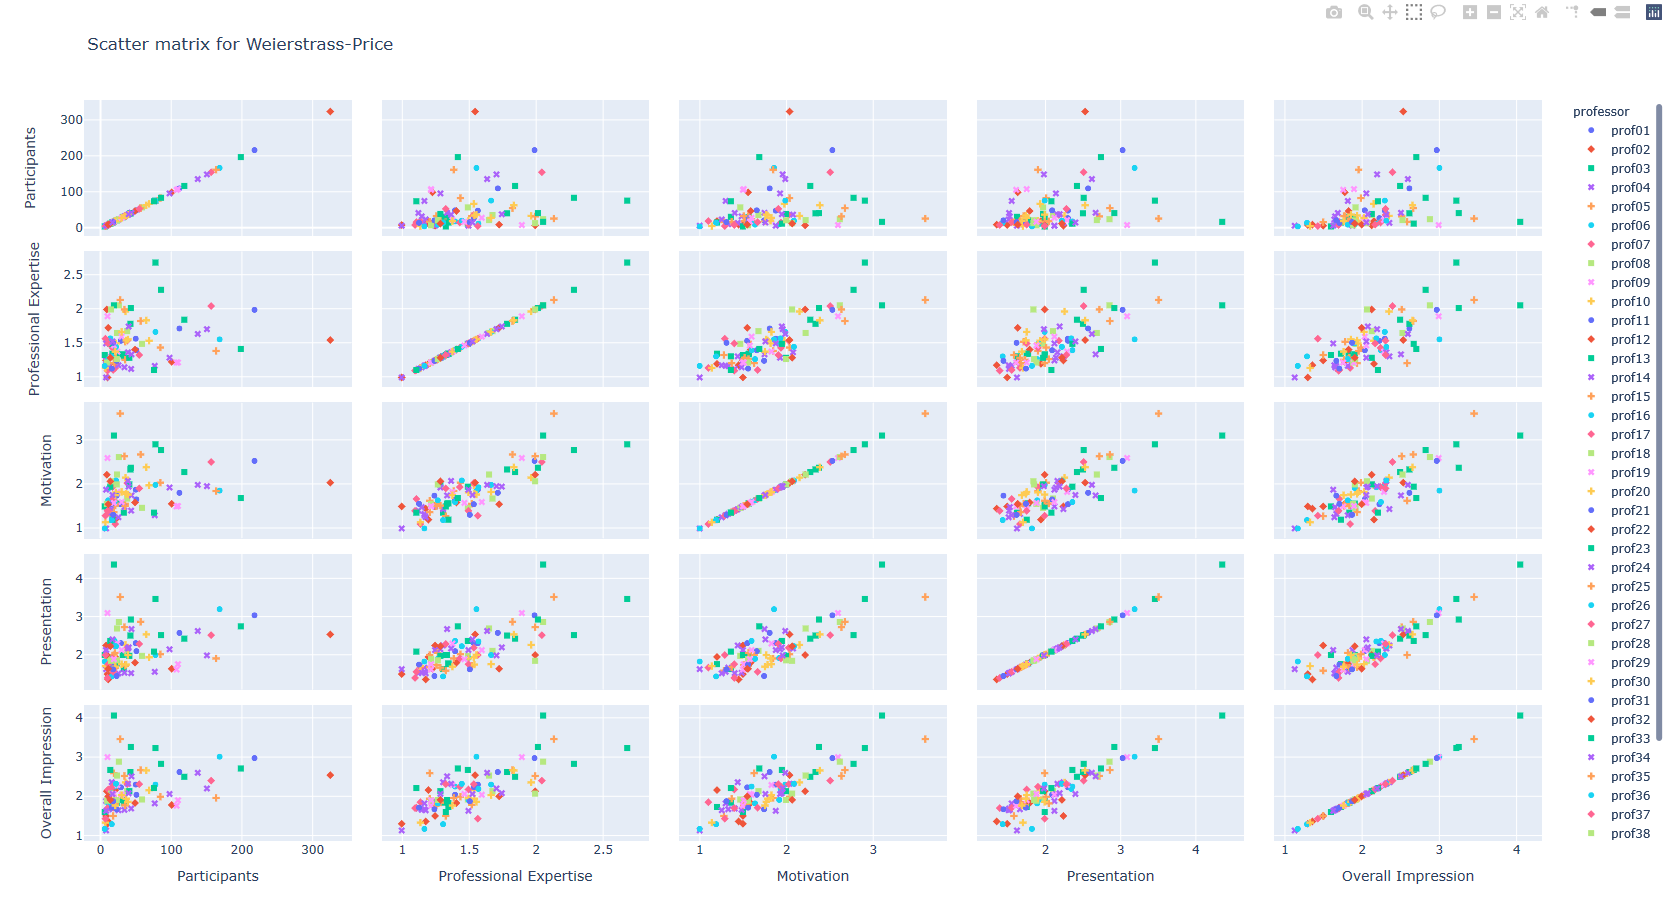 Scatter matrix for Weierstrass-Price
Participants
300
200
100
0
Professional Expertise
2.5
2
1.5
1
Motivation
3
2
1
Presentation
4
3
2
Overall Impression
4
3
2
1
0 100 200 300
1 1.5 2 2.5
1 2 3
2 3 4
1 2 3 4
Participants
Professional Expertise
Motivation
Presentation
Overall Impression
professor
prof01
prof02
prof03
prof04
prof05
prof06
prof07
prof08
prof09
prof10
prof11
prof12
prof13
prof14
prof15
prof16
prof17
prof18
prof19
prof20
prof21
prof22
prof23
prof24
prof25
prof26
prof27
prof28
prof29
prof30
prof31
prof32
prof33
prof34
prof35
prof36
prof37
prof38